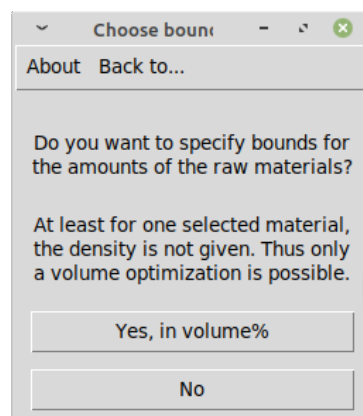 Choose boun
About Back to...
Do you want to specify bounds for
the amounts of the raw materials?
At least for one selected material,
the density is not given. Thus only
a volume optimization is possible.
Yes, in volume%
No